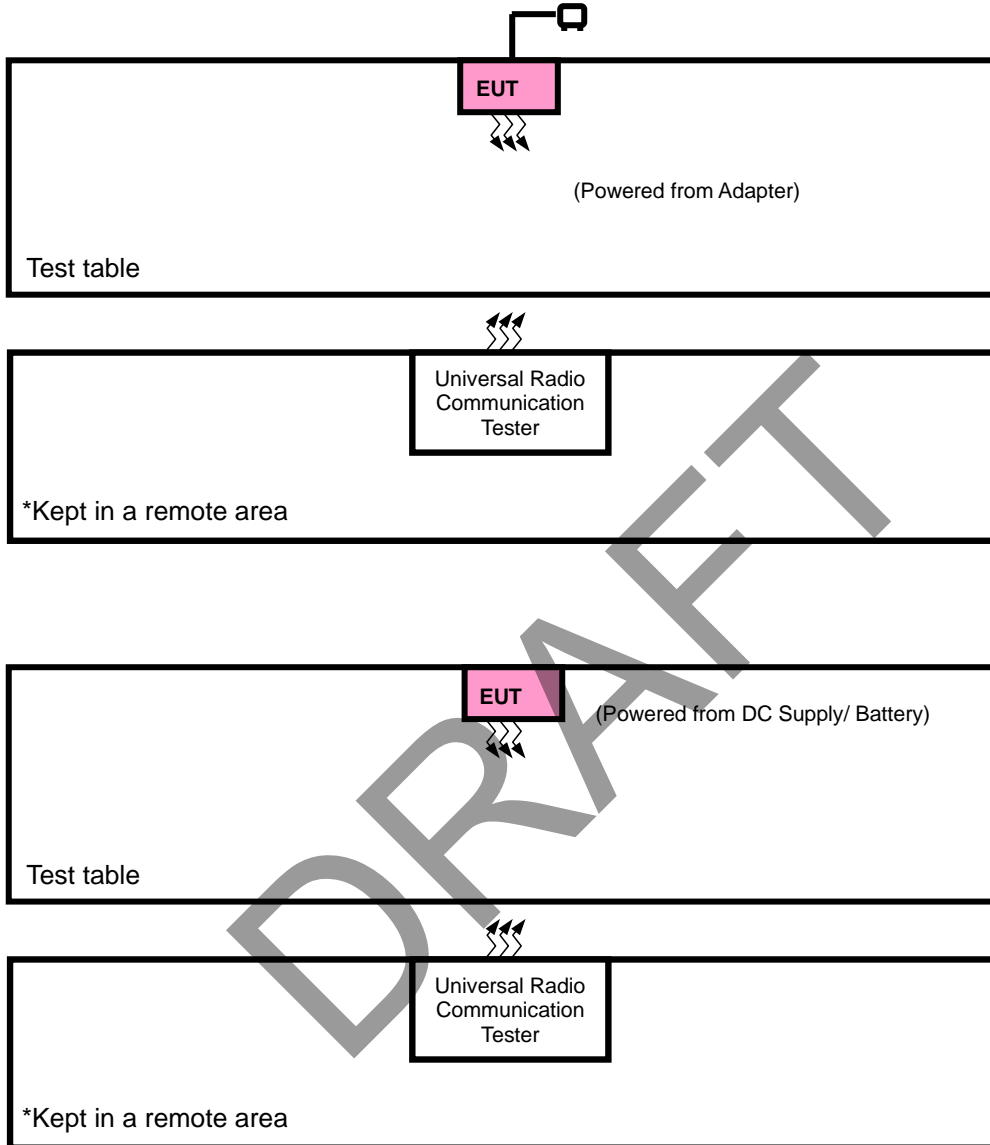 EUT
(Powered from Adapter)
Test table
Universal Radio
Communication
Tester
*Kept in a remote area
EUT
(Powered from DC Supply/ Battery)
Test table
Universal Radio
Communication
Tester
*Kept in a remote area
DRAFT